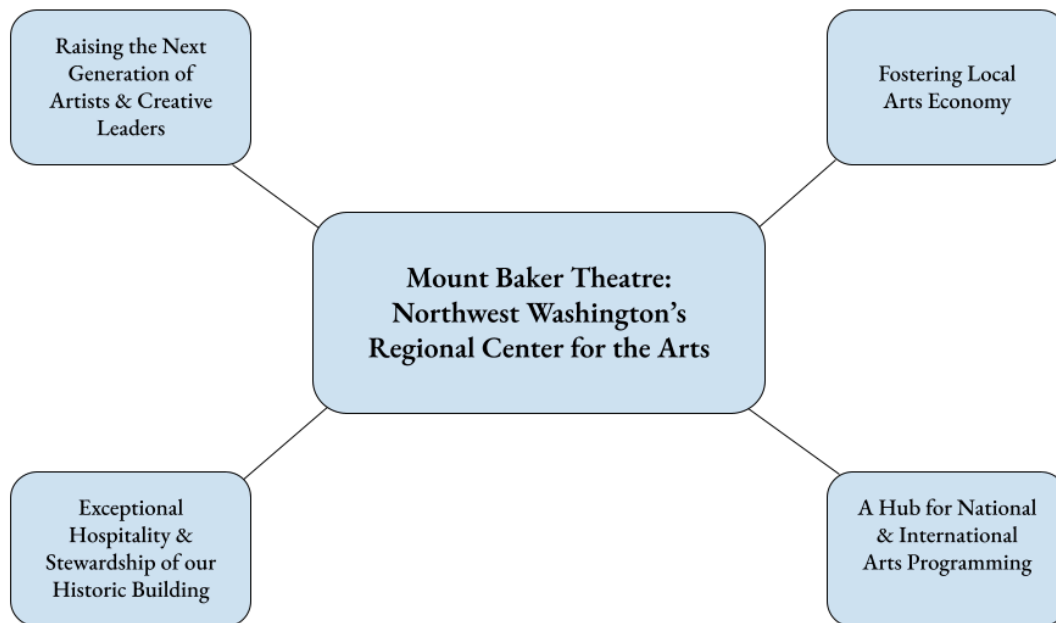 Raising the Next
Generation of
Artists & Creative
Leaders
Fostering Local
Arts Economy
Mount Baker Theatre:
Northwest Washington’s
Regional Center for the Arts
Exceptional
Hospitality &
Stewardship of our
Historic Building
A Hub for National
& International
Arts Programming